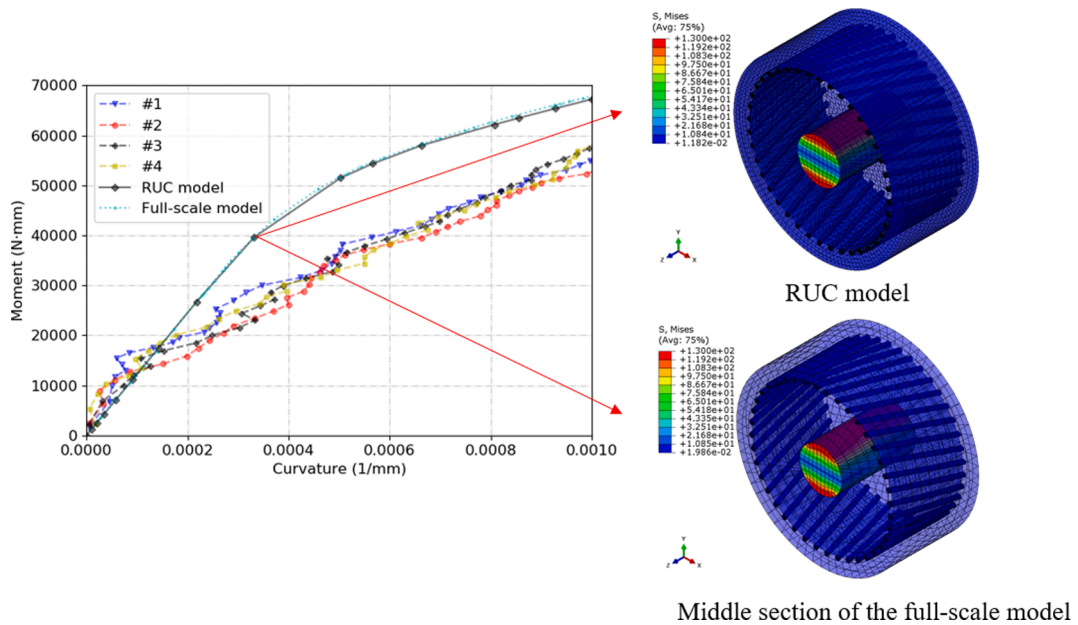 70000
60000
50000
40000
30000
20000
10000
0
Moment (N·mm)
#1
#2
#3
#4
RUC model
Full-scale model
0.0000 0.0002 0.0004 0.0006 0.0008 0.0010
Curvature (1/mm)
S, Mises
(Avg: 75%)
+1.300e+02
+1.192e+02
+1.083e+02
+9.750e+01
+8.667e+01
+7.584e+01
+6.501e+01
+5.417e+01
+4.334e+01
+3.251e+01
+2.168e+01
+1.084e+01
+1.182e-02
Y
Z X
RUC model
S, Mises
(Avg: 75%)
+1.300e+02
+1.192e+02
+1.083e+02
+9.750e+01
+8.667e+01
+7.584e+01
+6.501e+01
+5.418e+01
+4.335e+01
+3.251e+01
+2.168e+01
+1.085e+01
+1.986e-02
Y
Z X
Middle section of the full-scale model